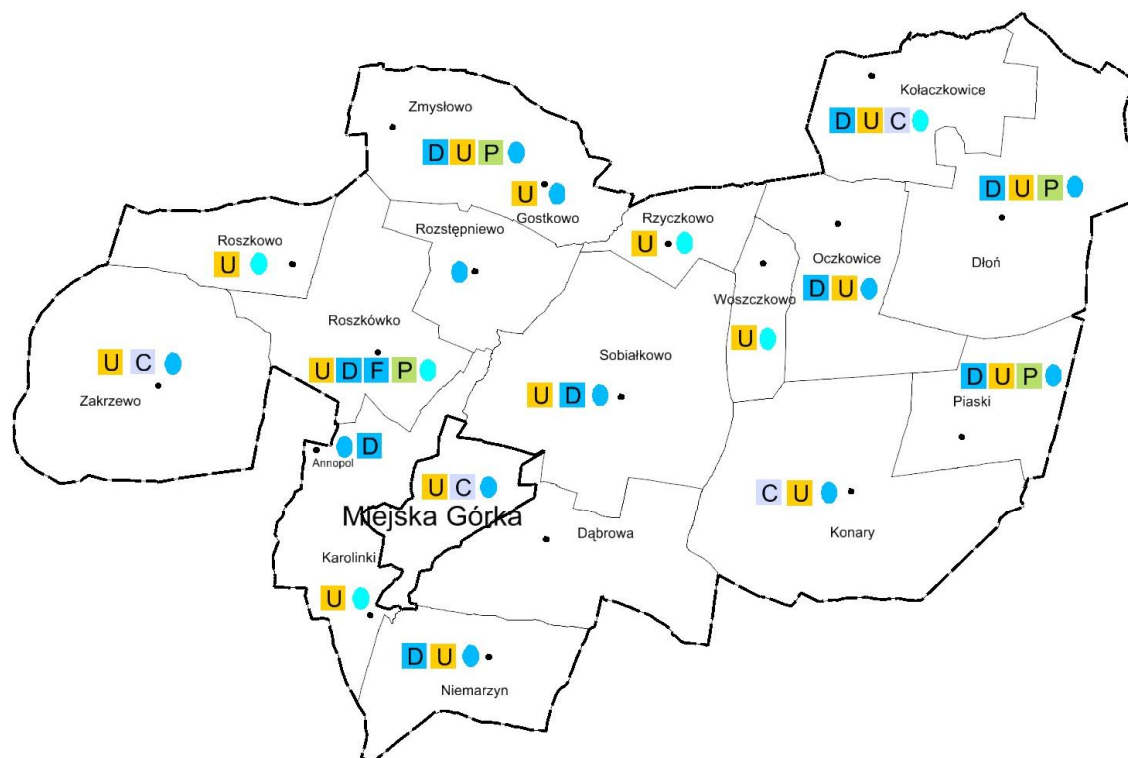 Kołaczkowice
D U C
Zmysłowo
D U P
D U P
U
Gostkowo
Rzyczkowo
Rozstępniewo
U
Roszkowo
U
Oczkowice
D U
Dłoń
Woszczkowo
U
Roszkówko
U D F P
Sobiałkowo
U D
U C
Zakrzewo
D U P
Piaski
D
Annopol
U C
Miejska Górka
C U
Konary
Dąbrowa
Karolinki
U
D U
Niemarzyn